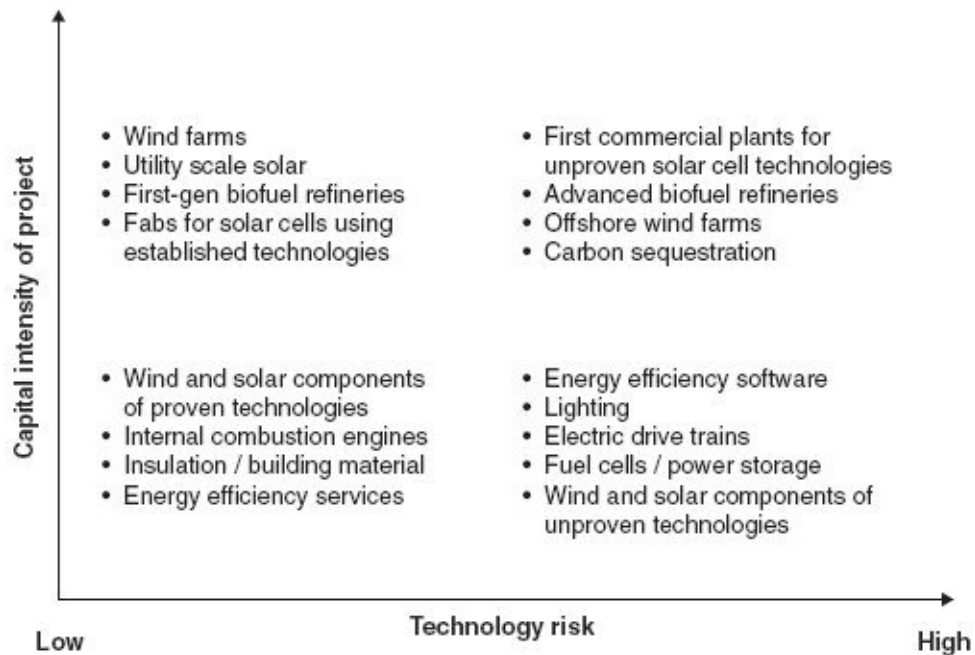 Capital intensity of project
• Wind farms
• Utility scale solar
• First-gen biofuel refineries
• Fabs for solar cells using
established technologies
• First commercial plants for
unproven solar cell technologies
• Advanced biofuel refineries
• Offshore wind farms
• Carbon sequestration
• Wind and solar components
of proven technologies
• Internal combustion engines
• Insulation / building material
• Energy efficiency services
• Energy efficiency software
• Lighting
• Electric drive trains
• Fuel cells / power storage
• Wind and solar components of
unproven technologies
Low
Technology risk
High